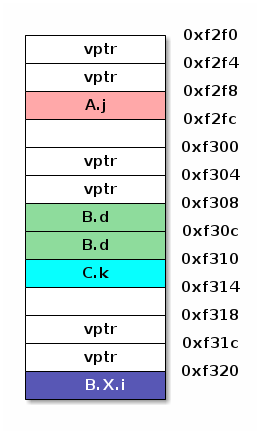 0xf2f0
vptr
0xf2f4
vptr
0xf2f8
A.j
0xf2fc
0xf300
vptr
0xf304
vptr
0xf308
B.d
0xf30c
B.d
0xf310
C.k
0xf314
0xf318
vptr
0xf31c
vptr
0xf320
B.X.i